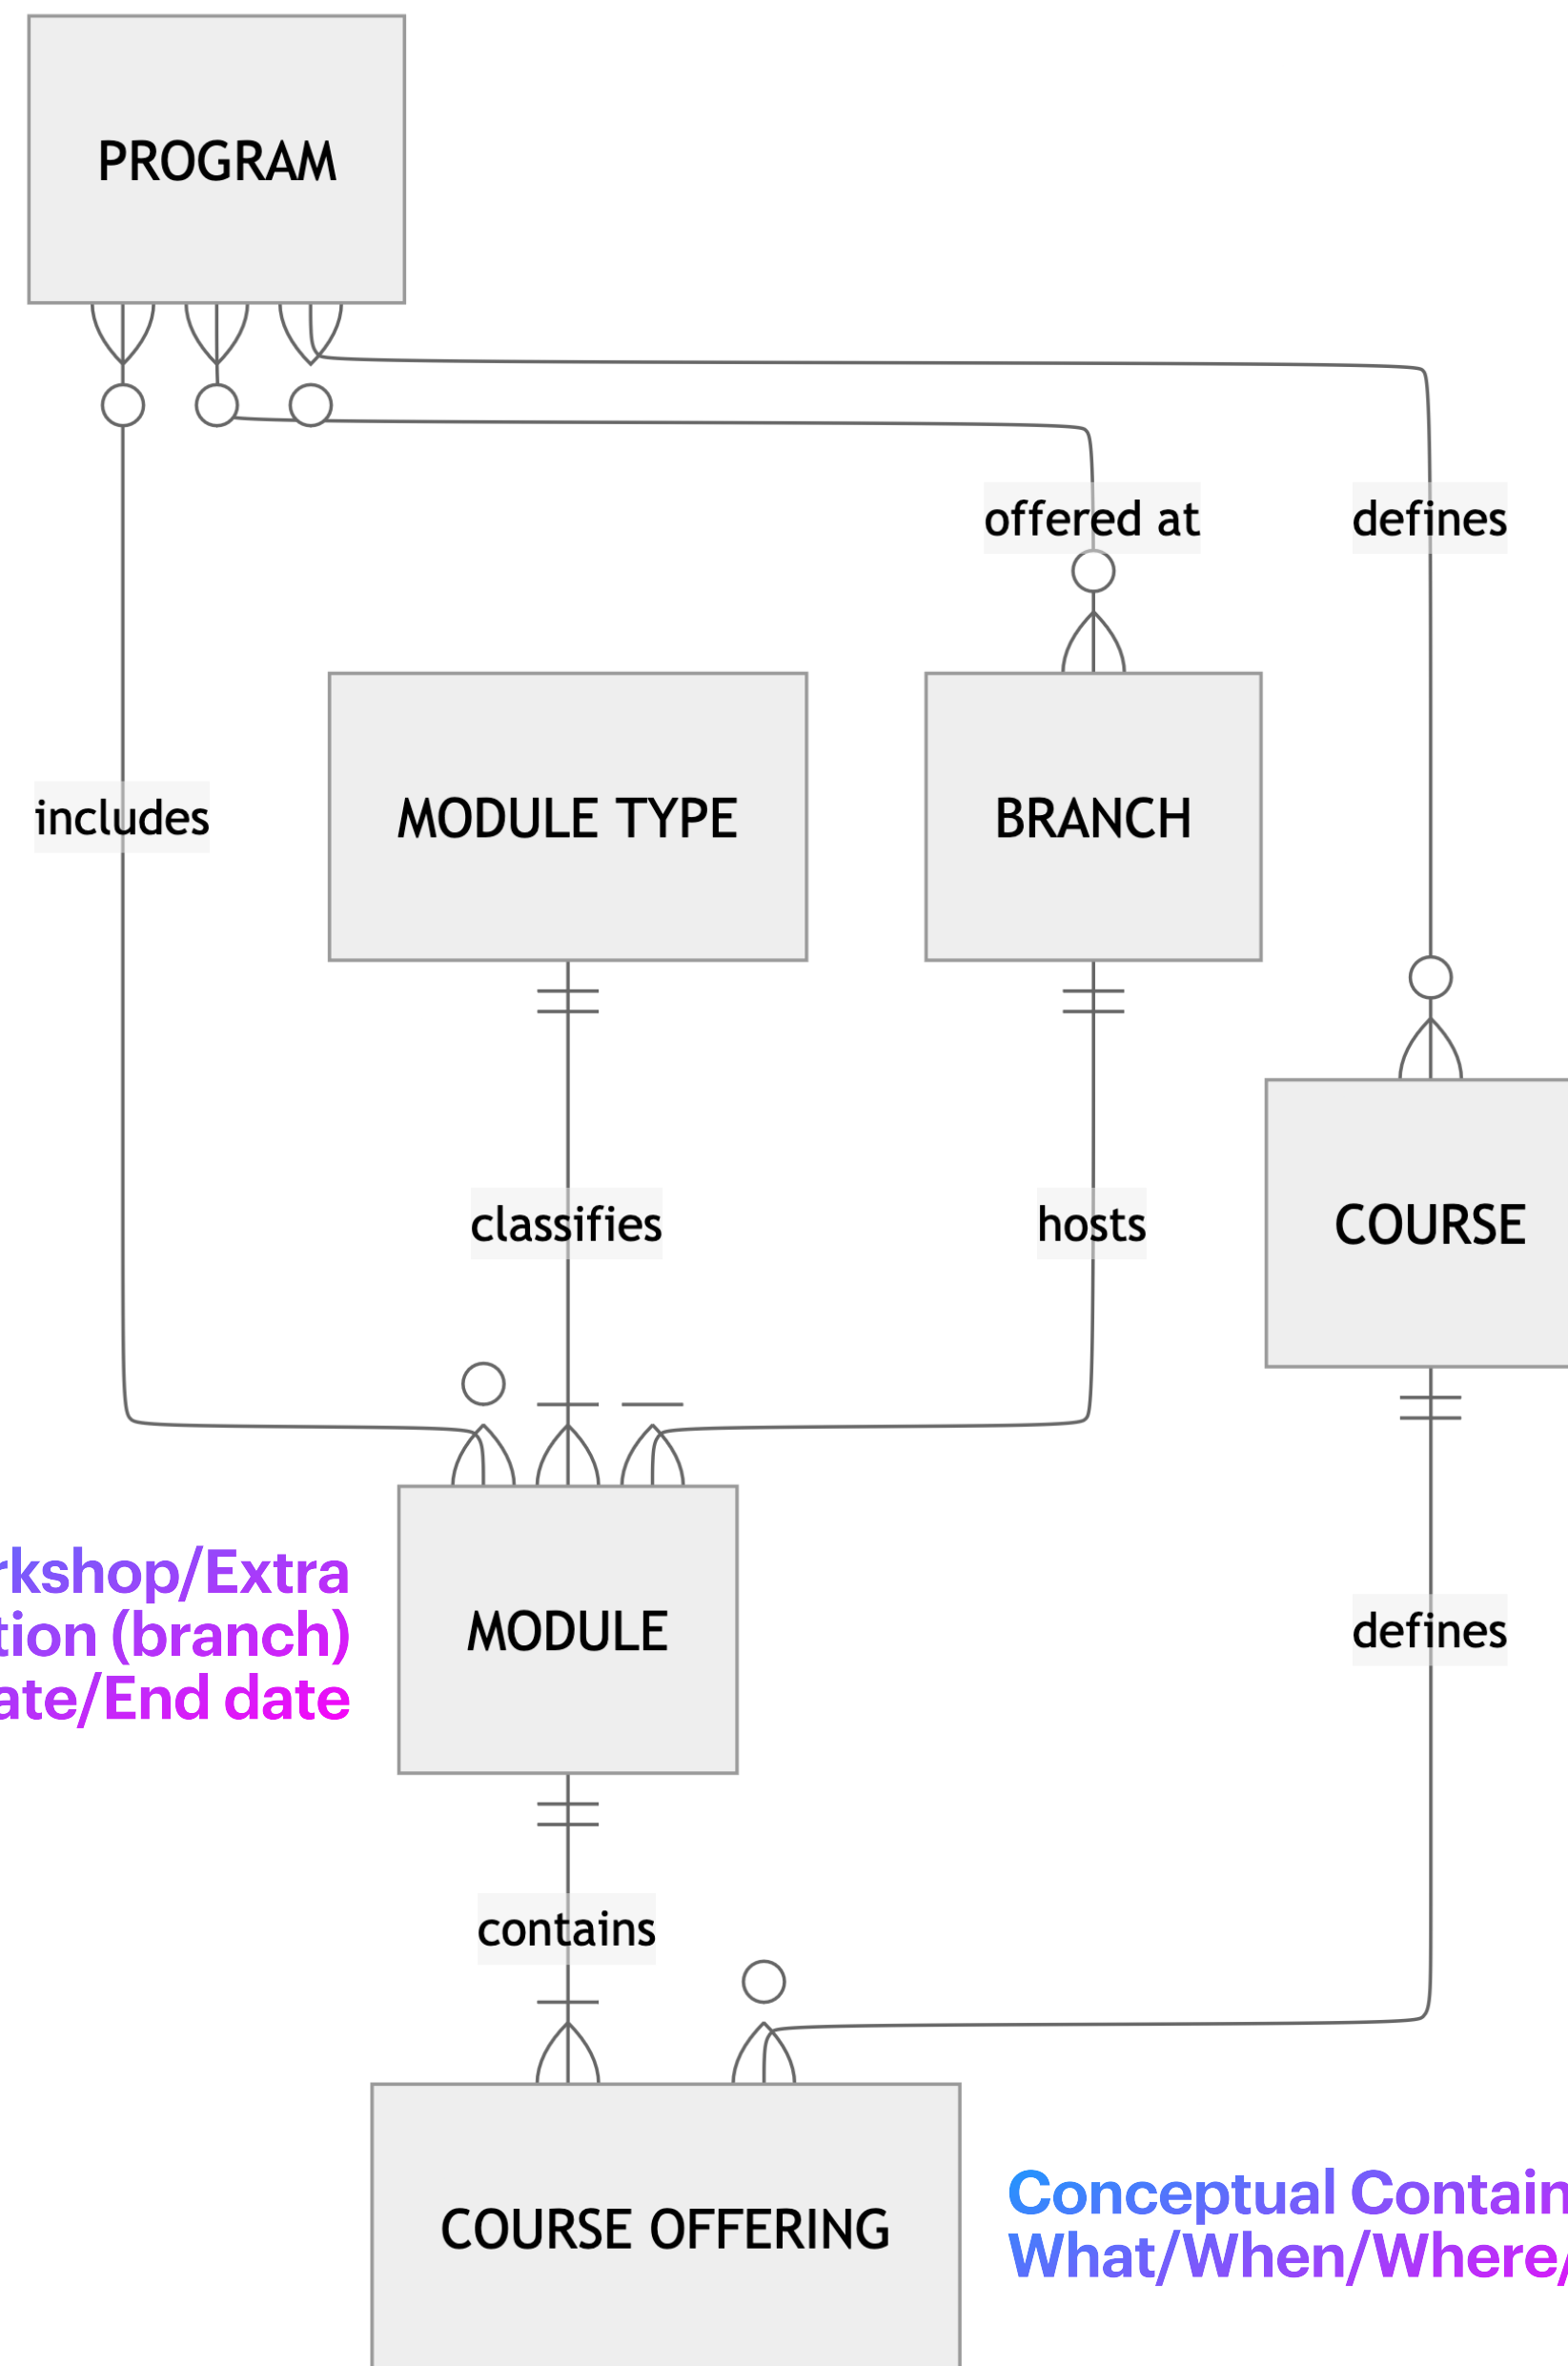 PROGRAM
offered at
defines
includes
MODULE TYPE
BRANCH
classifies
hosts
COURSE
rkshop/Extra
tion (branch)
ate/End date
MODULE
defines
contains
COURSE OFFERING
Conceptual Contain
What/When/Where/